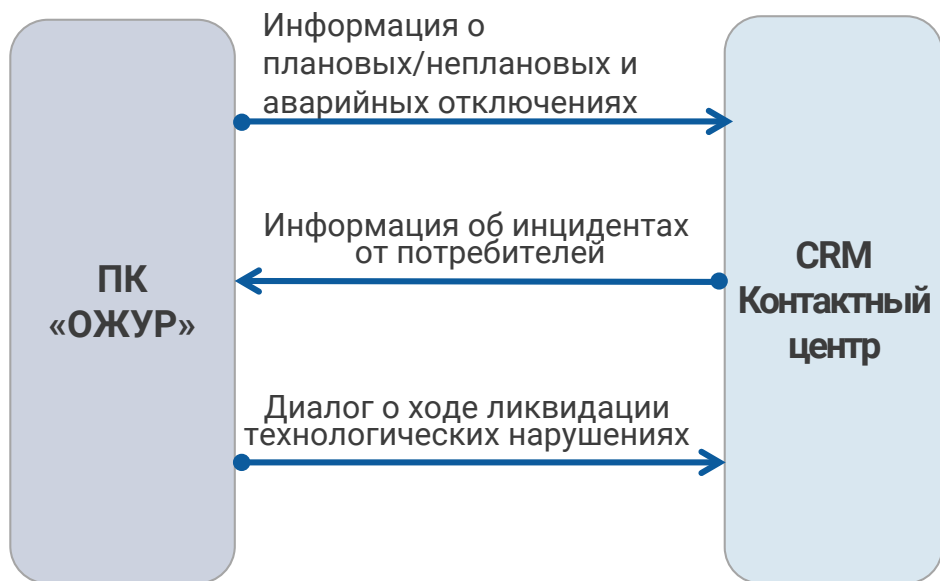 Информация о
плановых/неплановых и
аварийных отключениях
Информация об инцидентах
от потребителей
ПК
«ОЖУР»
CRM
Контактный
центр
Диалог о ходе ликвидации
технологических нарушениях